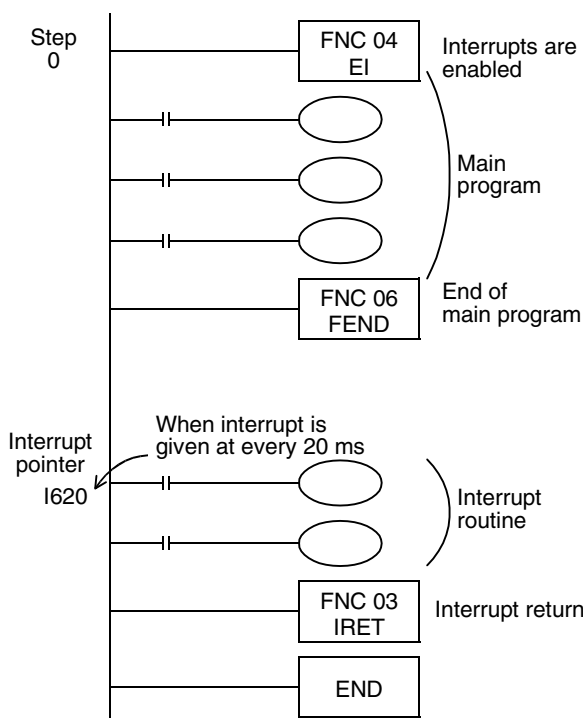 Step
0
FNC 04
EI
Interrupts are
enabled
Main
program
FNC 06
FEND
End of
main program
When interrupt is
given at every 20 ms
Interrupt
pointer
I620
Interrupt
routine
FNC 03
IRET
Interrupt return
END